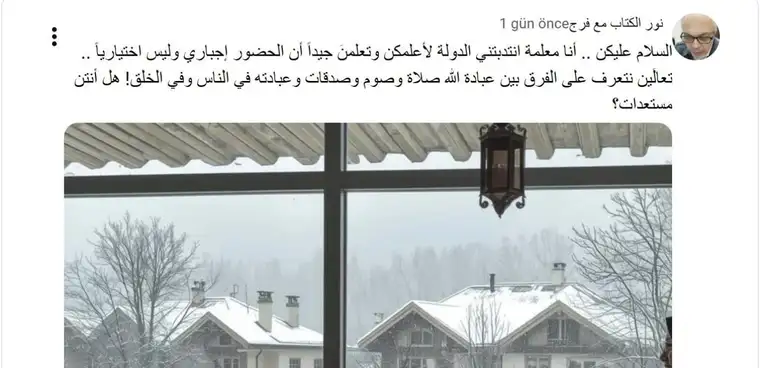 نور الكتاب مع فرج 1 gün önce
السلام عليكن .. أنا معلمة انتدبتني الدولة لأعلمكن وتعلمنَ جيداً أن الحضور إجباري وليس اختيارياً ..
تعالَين نتعرف على الفرق بين عبادة الله صلاة وصوم وصدقات وعبادته في الناس وفي الخلق! هل أنتن
مستعدات؟